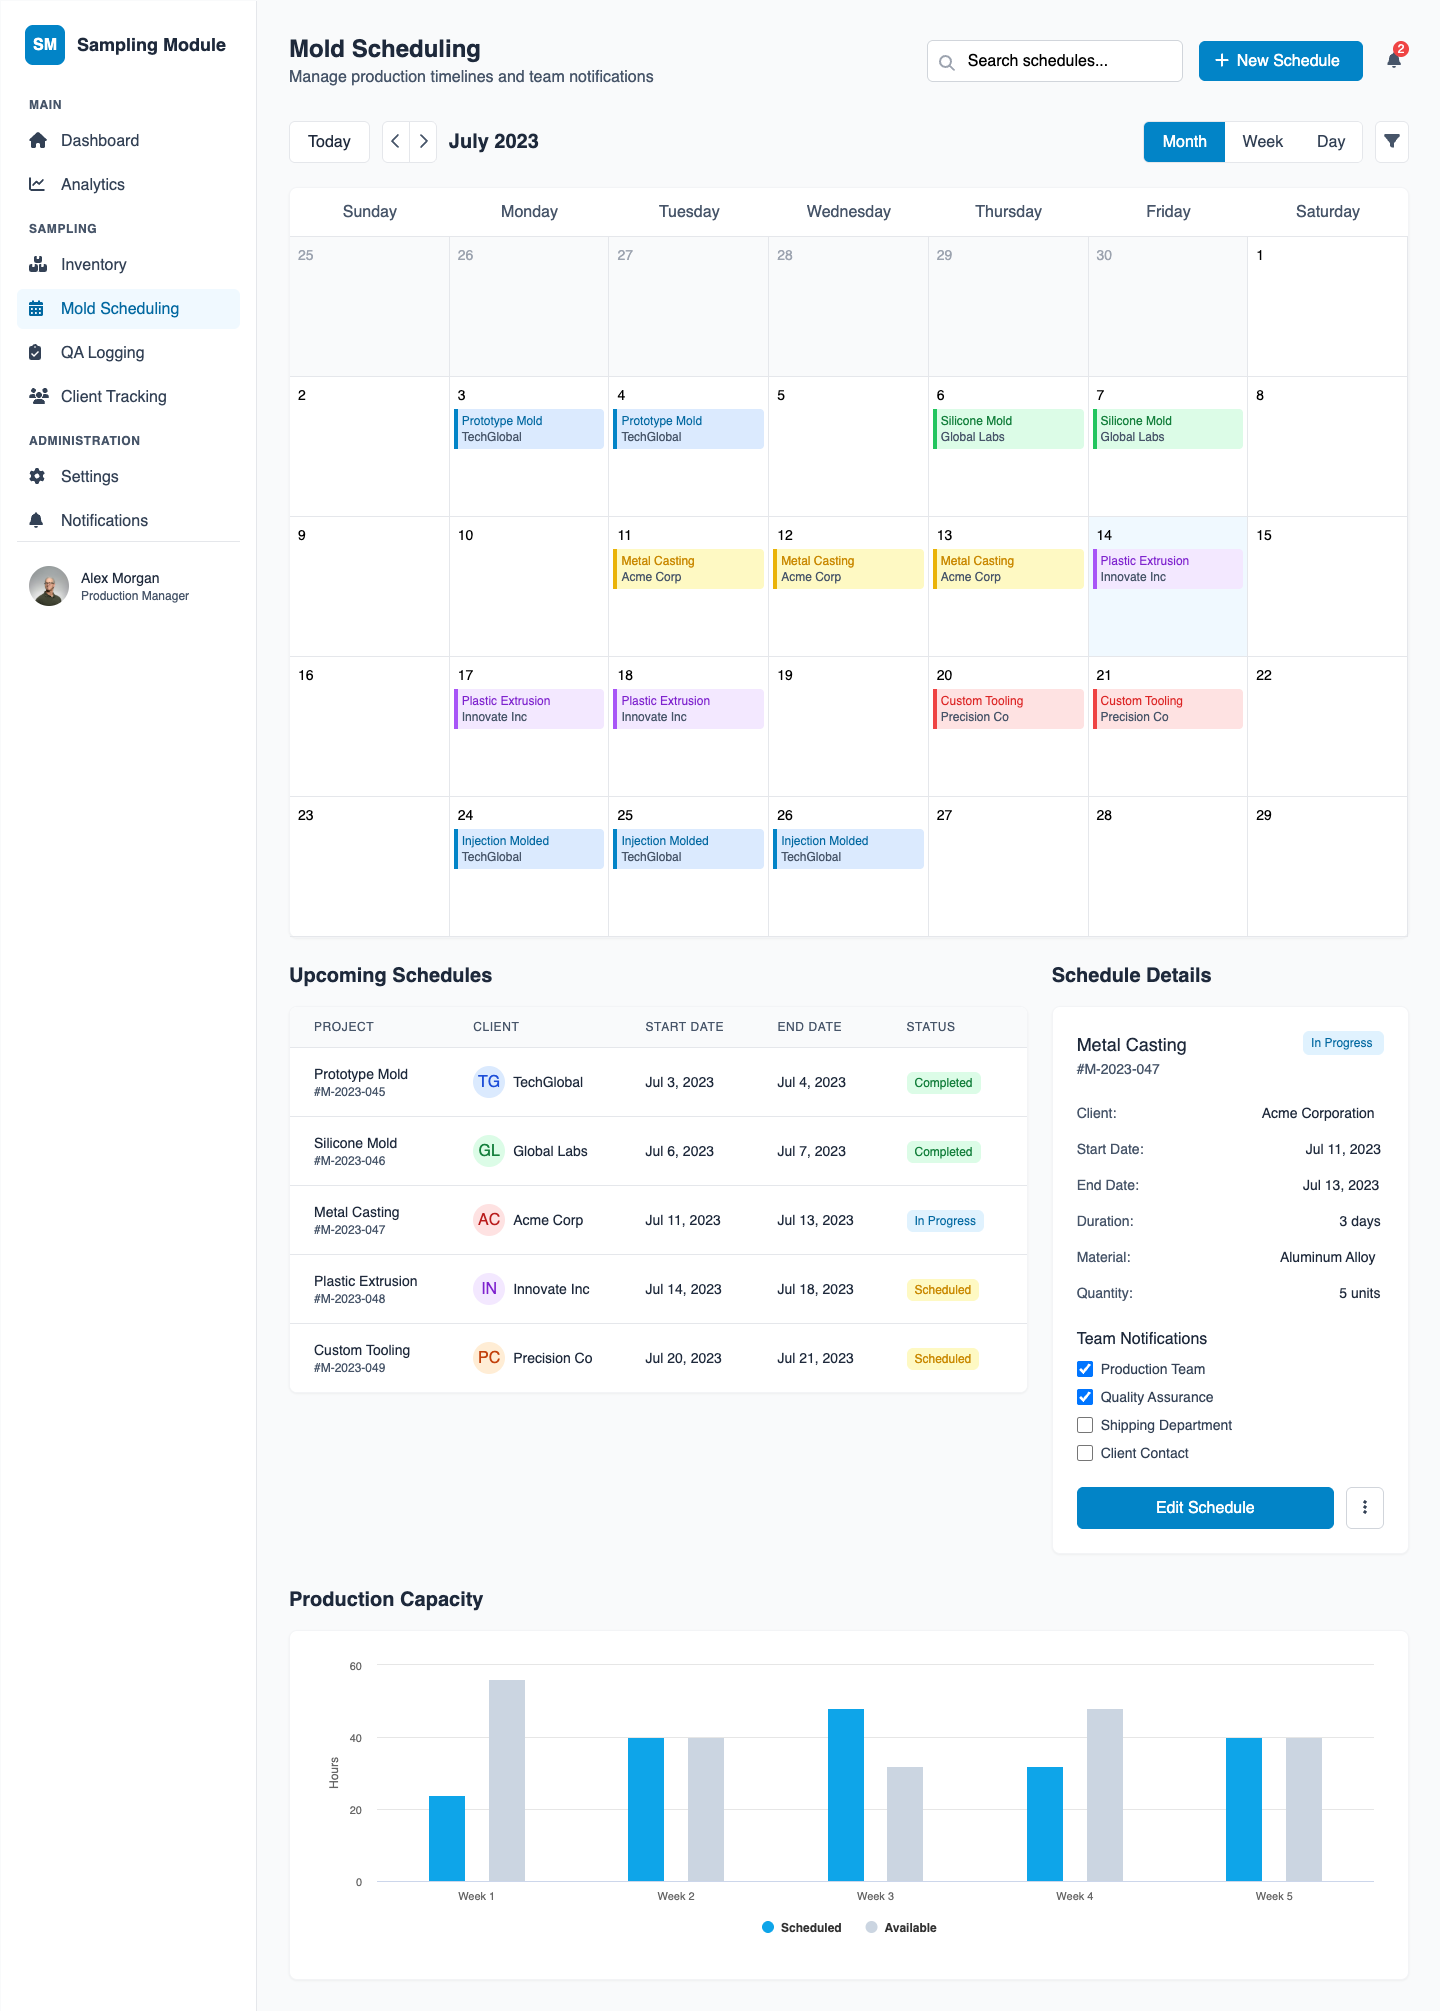 SM
Sampling Module
MAIN
Dashboard
Analytics
SAMPLING
Inventory
Mold Scheduling
QA Logging
Client Tracking
ADMINISTRATION
Settings
Notifications
Alex Morgan
Production Manager
Mold Scheduling
Manage production timelines and team notifications
Search schedules...
New Schedule
2
Today
July 2023
Month Week Day
Sunday Monday Tuesday Wednesday Thursday Friday Saturday
25 26 27 28 29 30 1
2 3 4 5 6 7 8
Prototype Mold Prototype Mold Silicone Mold Silicone Mold
TechGlobal TechGlobal Global Labs Global Labs
9 10 11 12 13 14 15
Metal Casting Metal Casting Metal Casting Plastic Extrusion
Acme Corp Acme Corp Acme Corp Innovate Inc
16 17 18 19 20 21 22
Plastic Extrusion Plastic Extrusion Custom Tooling Custom Tooling
Innovate Inc Innovate Inc Precision Co Precision Co
23 24 25 26 27 28 29
Injection Molded Injection Molded Injection Molded
TechGlobal TechGlobal TechGlobal
Upcoming Schedules
PROJECT CLIENT START DATE END DATE STATUS
Prototype Mold
#M-2023-045
TG TechGlobal Jul 3, 2023 Jul 4, 2023 Completed
Silicone Mold
#M-2023-046
GL Global Labs Jul 6, 2023 Jul 7, 2023 Completed
Metal Casting
#M-2023-047
AC Acme Corp Jul 11, 2023 Jul 13, 2023 In Progress
Plastic Extrusion
#M-2023-048
IN Innovate Inc Jul 14, 2023 Jul 18, 2023 Scheduled
Custom Tooling
#M-2023-049
PC Precision Co Jul 20, 2023 Jul 21, 2023 Scheduled
Schedule Details
Metal Casting In Progress
#M-2023-047
Client: Acme Corporation
Start Date: Jul 11, 2023
End Date: Jul 13, 2023
Duration: 3 days
Material: Aluminum Alloy
Quantity: 5 units
Team Notifications
Production Team
Quality Assurance
Shipping Department
Client Contact
Edit Schedule
Production Capacity
60
40
20
0
Hours
Week 1 Week 2 Week 3 Week 4 Week 5
Scheduled Available